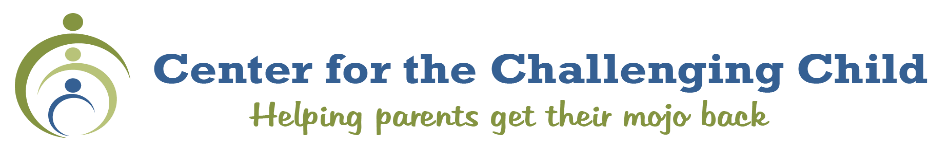 Center for the Challenging Child
Helping parents get their mojo back